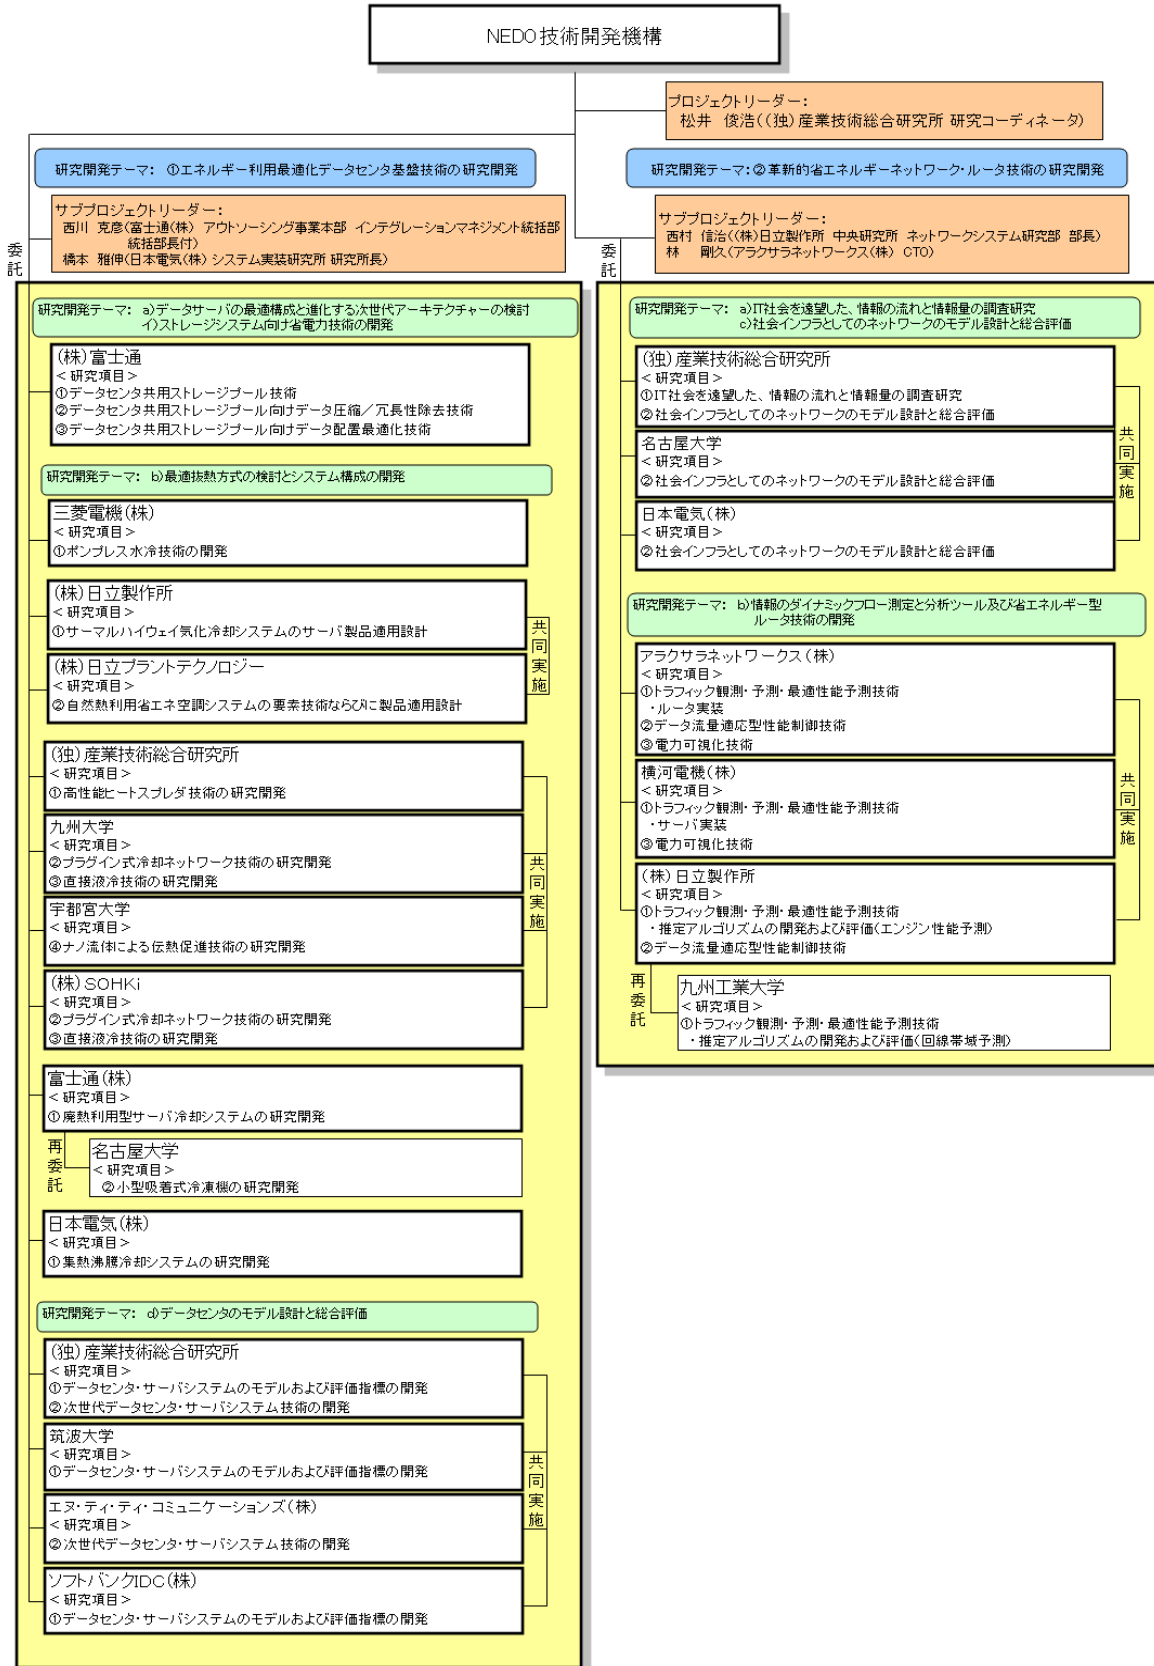 NEDO技術開発機構
プロジェクトリーダー:
松井 俊浩((独)産業技術総合研究所 研究コーディネータ)
研究開発テーマ: ①エネルギー利用最適化データセンタ基盤技術の研究開発
サブプロジェクトリーダー:
西川 克彦(富士通(株) アウトソーシング事業本部 インテグレーションマネジメント統括部
統括部長付)
橋本 雅伸(日本電気(株) システム実装研究所 研究所長)
委託
研究開発テーマ: a)データサーバの最適構成と進化する次世代アーキテクチャーの検討
イ)ストレージシステム向け省電力技術の開発
(株)富士通
<研究項目>
①データセンタ共用ストレージプール技術
②データセンタ共用ストレージプール向けデータ圧縮/冗長性除去技術
③データセンタ共用ストレージプール向けデータ配置最適化技術
研究開発テーマ: b)最適抜熱方式の検討とシステム構成の開発
三菱電機(株)
<研究項目>
①ポンプレス水冷技術の開発
(株)日立製作所
<研究項目>
①サーマルハイウェイ気化冷却システムのサーバ製品適用設計
(株)日立プラントテクノロジー
<研究項目>
②自然熱利用省エネ空調システムの要素技術ならびに製品適用設計
共同実施
(独)産業技術総合研究所
<研究項目>
①高性能ヒートスプレダ技術の研究開発
九州大学
<研究項目>
②プラグイン式冷却ネットワーク技術の研究開発
③直接液冷技術の研究開発
宇都宮大学
<研究項目>
④ナノ流体による伝熱促進技術の研究開発
(株)SOHKi
<研究項目>
②プラグイン式冷却ネットワーク技術の研究開発
③直接液冷技術の研究開発
共同実施
富士通(株)
<研究項目>
①廃熱利用型サーバ冷却システムの研究開発
再委託
名古屋大学
<研究項目>
②小型吸着式冷凍機の研究開発
日本電気(株)
<研究項目>
①集熱沸騰冷却システムの研究開発
研究開発テーマ: d)データセンタのモデル設計と総合評価
(独)産業技術総合研究所
<研究項目>
①データセンタ・サーバシステムのモデルおよび評価指標の開発
②次世代データセンタ・サーバシステム技術の開発
筑波大学
<研究項目>
①データセンタ・サーバシステムのモデルおよび評価指標の開発
エヌ・ティ・ティ・コミュニケーションズ(株)
<研究項目>
②次世代データセンタ・サーバシステム技術の開発
ソフトバンクIDC(株)
<研究項目>
①データセンタ・サーバシステムのモデルおよび評価指標の開発
共同実施
研究開発テーマ:②革新的省エネルギーネットワーク・ルータ技術の研究開発
サブプロジェクトリーダー:
西村 信治((株)日立製作所 中央研究所 ネットワークシステム研究部 部長)
林 剛久(アラクサラネットワークス(株) CTO)
委託
研究開発テーマ: a)IT社会を遠望した、情報の流れと情報量の調査研究
c)社会インフラとしてのネットワークのモデル設計と総合評価
(独)産業技術総合研究所
<研究項目>
①IT社会を遠望した、情報の流れと情報量の調査研究
②社会インフラとしてのネットワークのモデル設計と総合評価
名古屋大学
<研究項目>
②社会インフラとしてのネットワークのモデル設計と総合評価
日本電気(株)
<研究項目>
②社会インフラとしてのネットワークのモデル設計と総合評価
共同実施
研究開発テーマ: b)情報のダイナミックフロー測定と分析ツール及び省エネルギー型
ルータ技術の開発
アラクサラネットワークス(株)
<研究項目>
①トラフィック観測・予測・最適性能予測技術
・ルータ実装
②データ流量適応型性能制御技術
③電力可視化技術
横河電機(株)
<研究項目>
①トラフィック観測・予測・最適性能予測技術
・サーバ実装
③電力可視化技術
(株)日立製作所
<研究項目>
①トラフィック観測・予測・最適性能予測技術
・推定アルゴリズムの開発および評価(エンジン性能予測)
②データ流量適応型性能制御技術
共同実施
再委託
九州工業大学
<研究項目>
①トラフィック観測・予測・最適性能予測技術
・推定アルゴリズムの開発および評価(回線帯域予測)